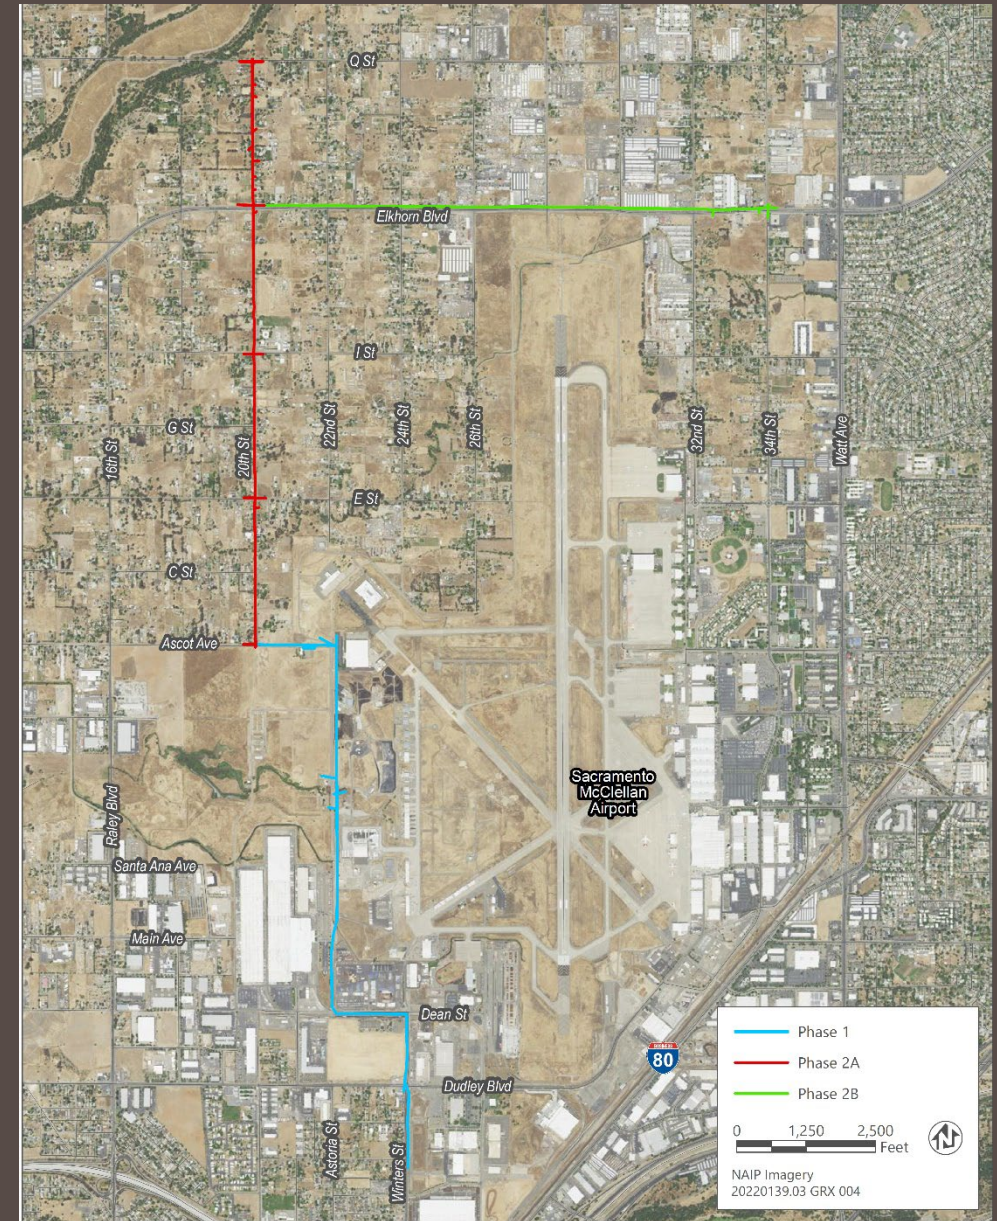 Q St
Elkhorn Blvd
I St
22nd St
24th St
26th St
32nd St
34th St
Watt Ave
G St
16th St
20th St
E St
C St
Ascot Ave
Sacramento
McClellan
Airport
Raley Blvd
Santa Ana Ave
Main Ave
Dean St
80
Dudley Blvd
Astoria St
Winters St
Phase 1
Phase 2A
Phase 2B
0 1,250 2,500
Feet
N
NAIP Imagery
20220139.03 GRX 004